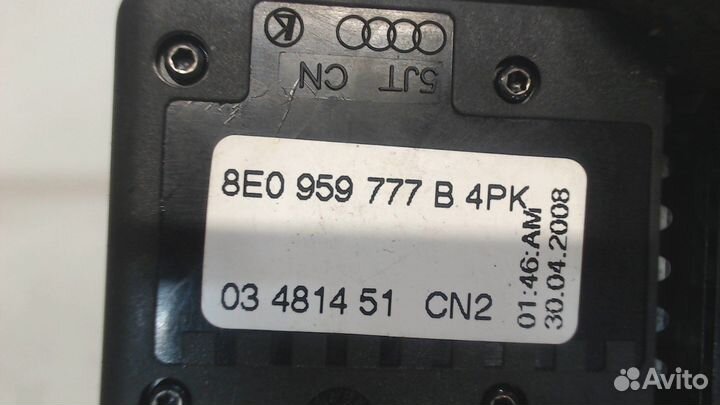 5JT CN
8E0 959 777 B 4PK
03 4814 51 CN2
01:46:AM
30.04.2008
Avito